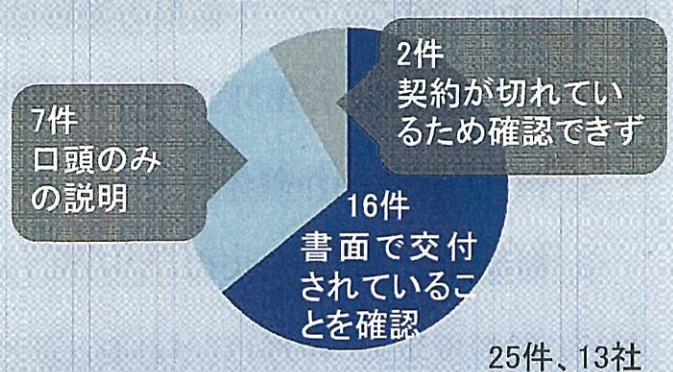 2件
契約が切れてい
るため確認できず
7件
口頭のみ
の説明
16件
書面で交付
されているこ
とを確認
25件、13社